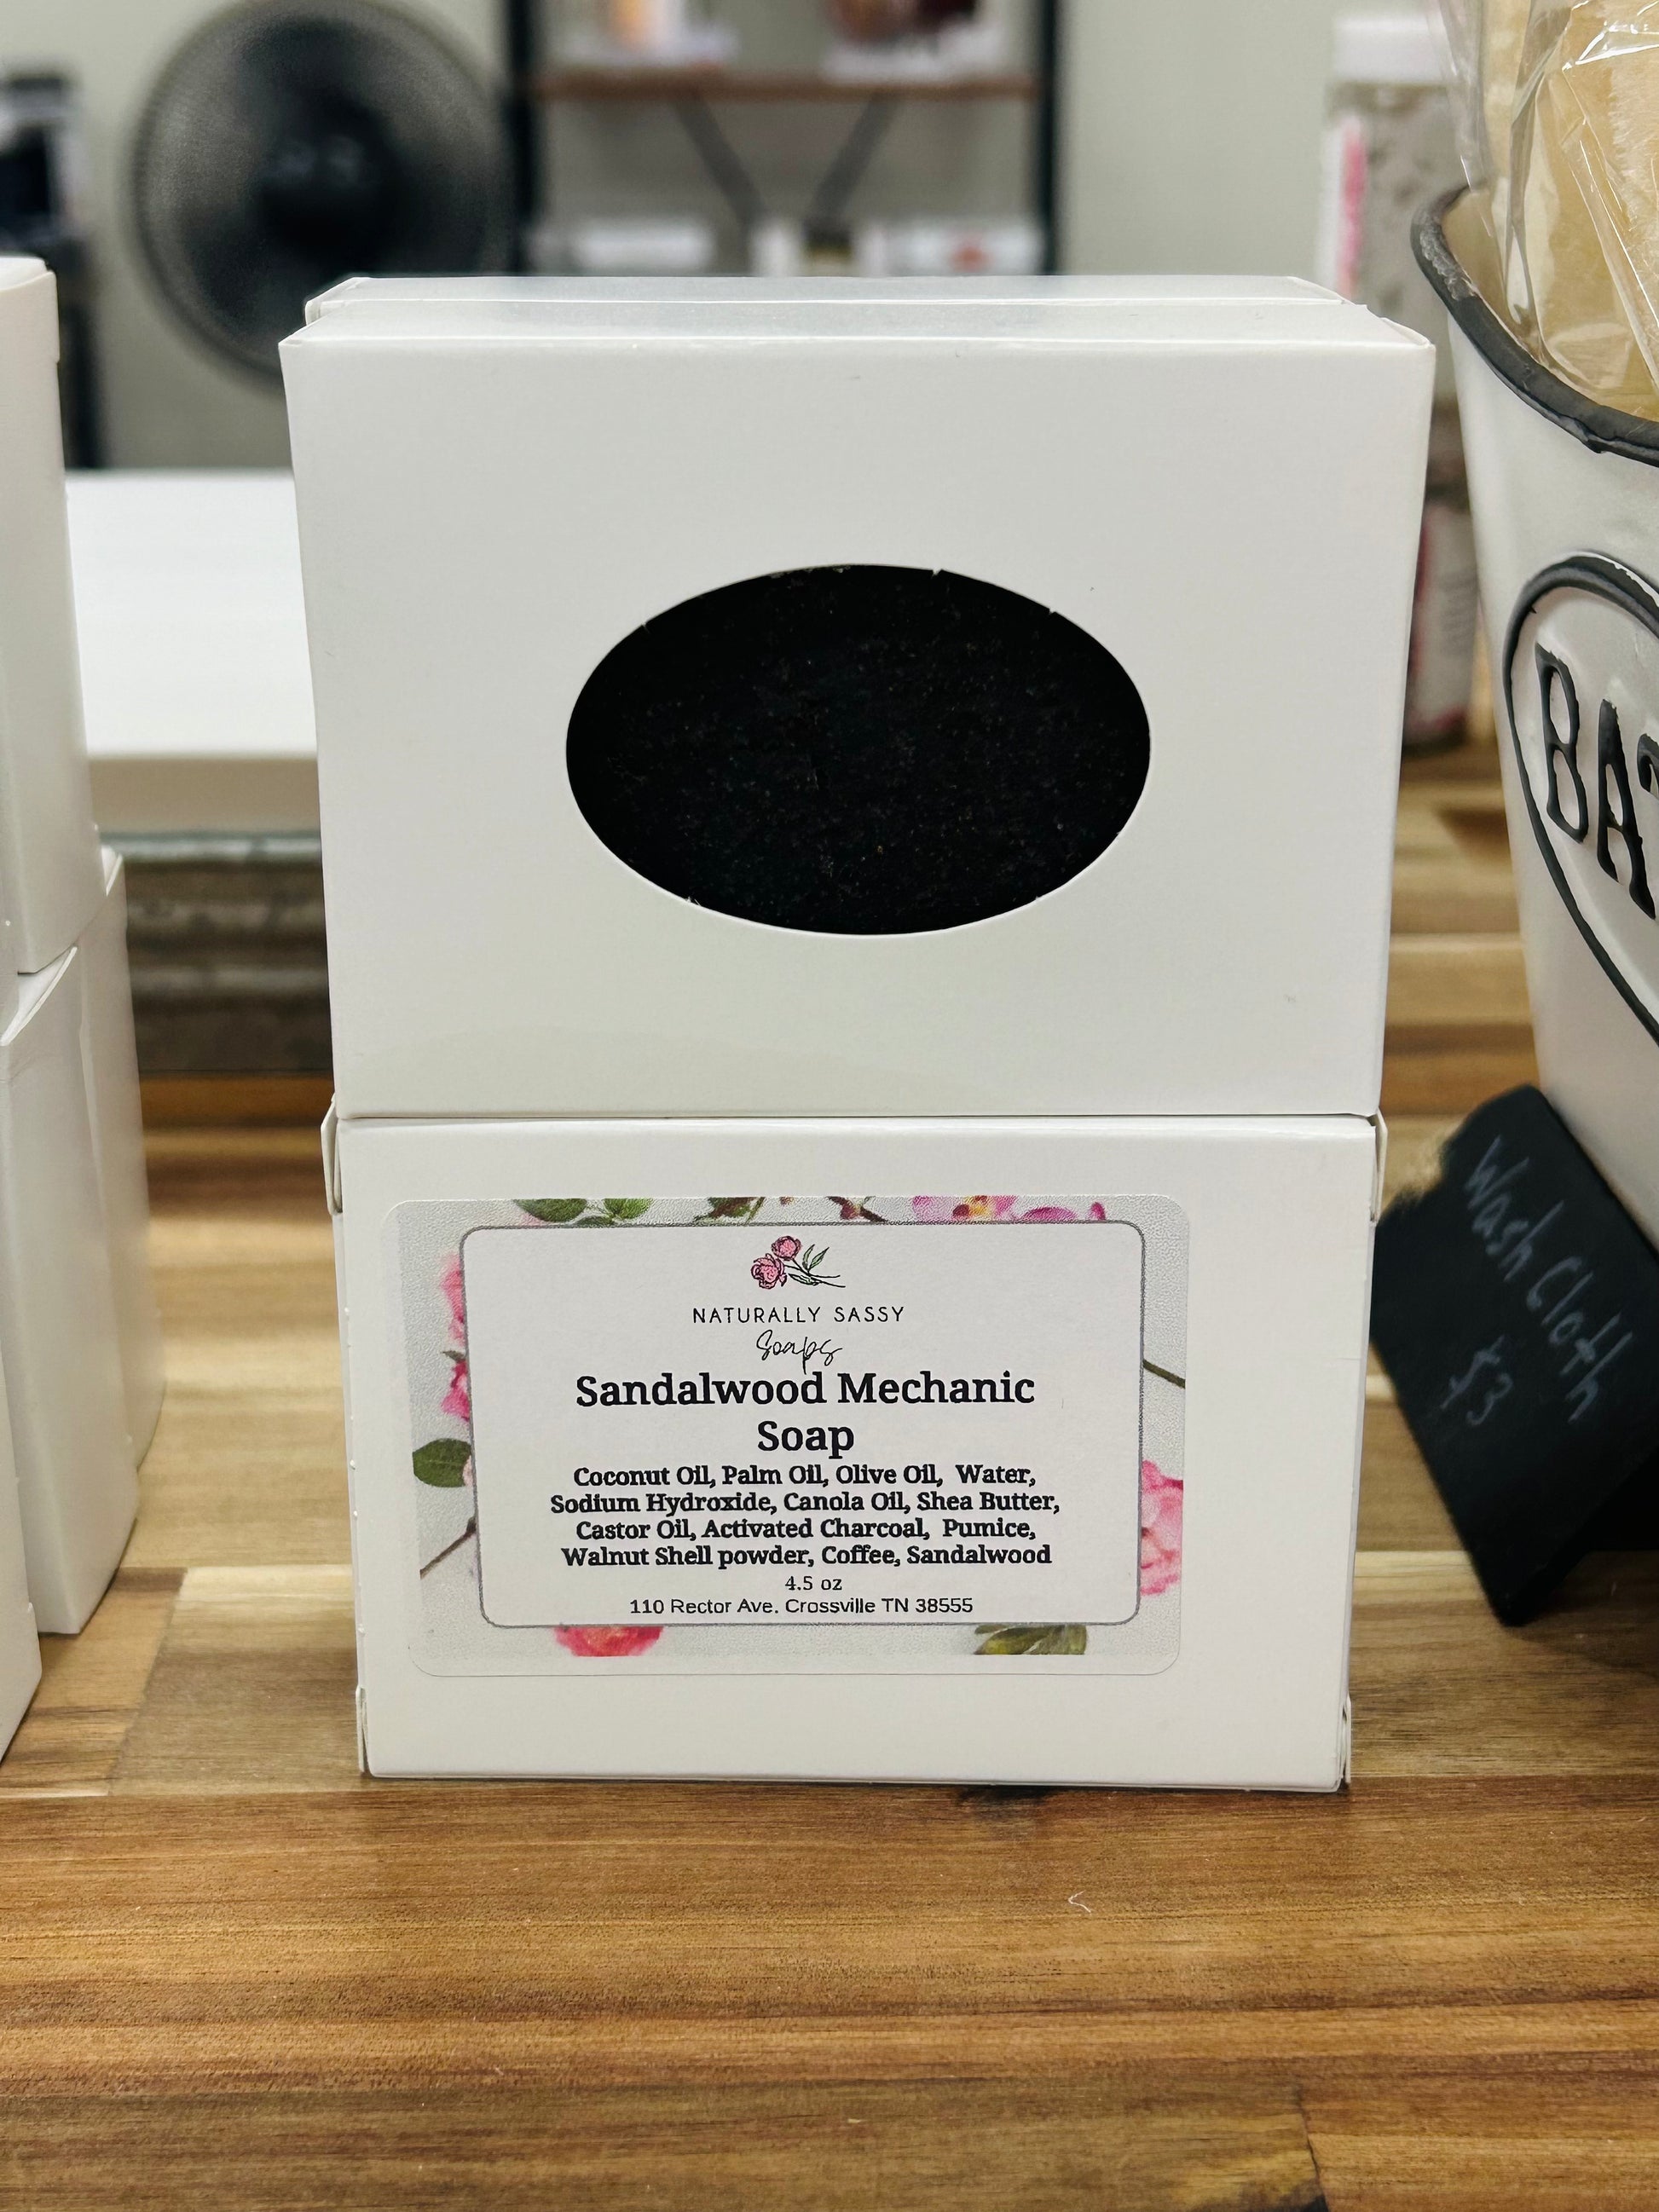 NATURALLY SASSY
Soaps
Sandalwood Mechanic
Soap
Coconut Oil, Palm Oil, Olive Oil, Water,
Sodium Hydroxide, Canola Oil, Shea Butter,
Castor Oil, Activated Charcoal, Pumice,
Walnut Shell powder, Coffee, Sandalwood
4.5 oz
110 Rector Ave. Crossville TN 38555
BAT
Wash Cloth
$3